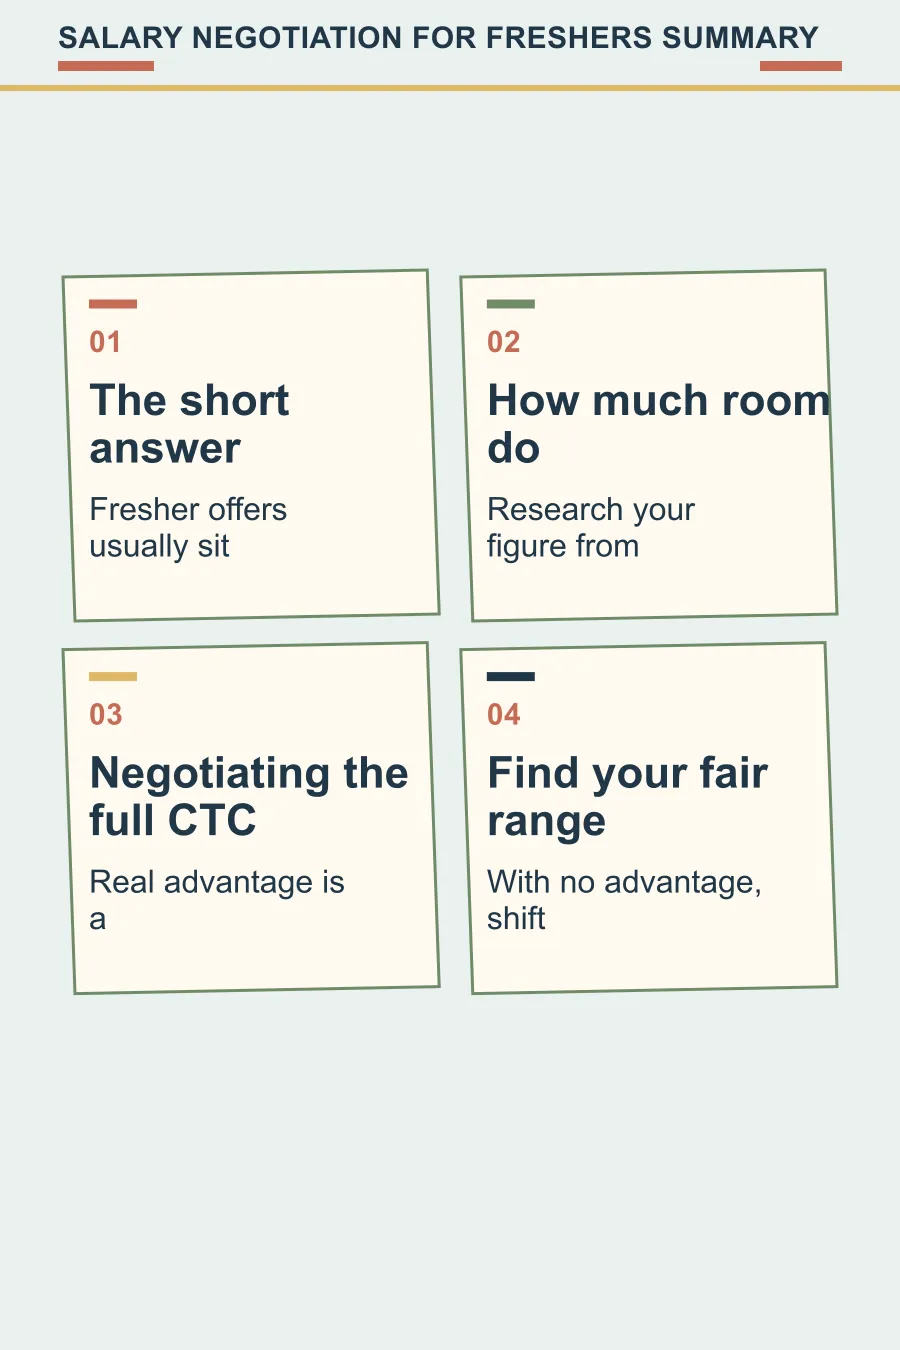 SALARY NEGOTIATION FOR FRESHERS SUMMARY
01
The short
answer
Fresher offers
usually sit
02
How much room
do
Research your
figure from
03
Negotiating the
full CTC
Real advantage is
a
04
Find your fair
range
With no advantage,
shift